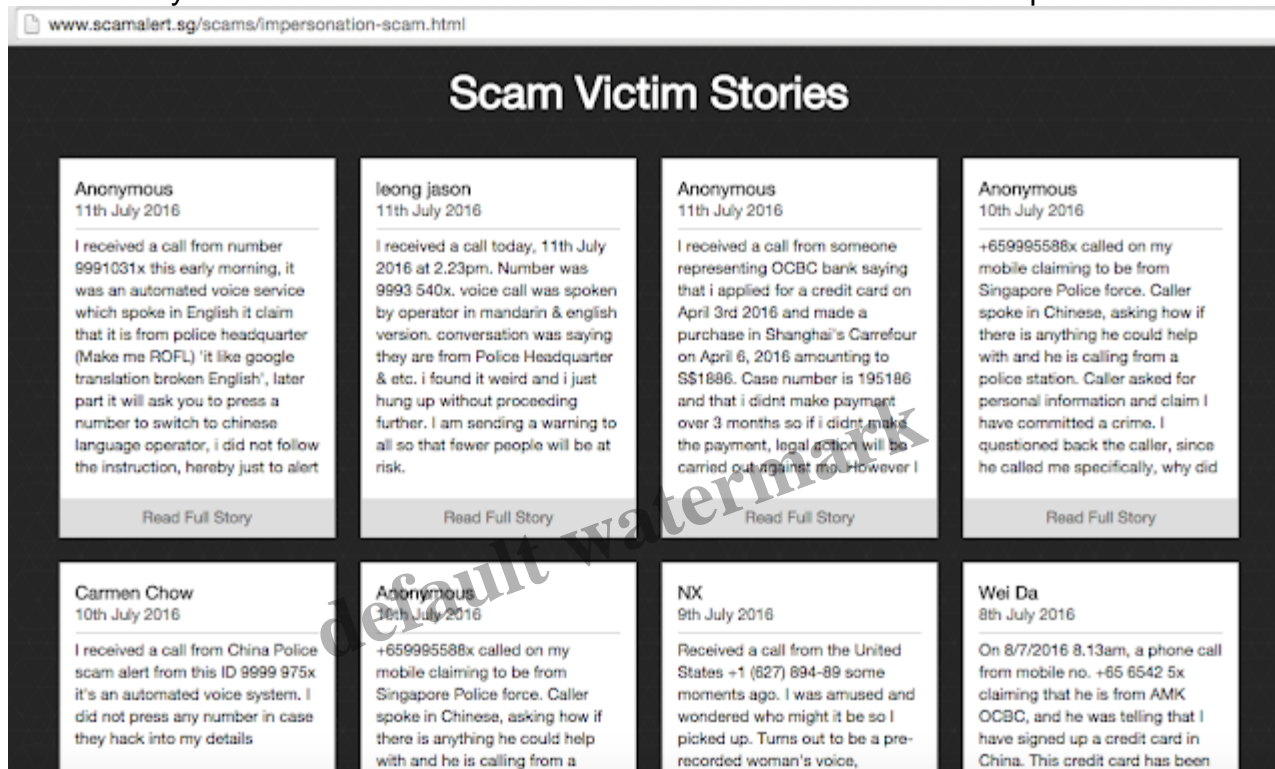 www.scamalert.sg/scams/impersonation-scam.html
Scam Victim Stories
Anonymous
11th July 2016
I received a call from number
9991031x this early morning, it
was an automated voice service
which spoke in English it claim
that it is from police headquarter
(Make me ROFL) 'it like google
translation broken English', later
part it will ask you to press a
number to switch to chinese
language operator, i did not follow
the instruction, hereby just to alert
Read Full Story
leong jason
11th July 2016
I received a call today, 11th July
2016 at 2.23pm. Number was
9993 540x. voice call was spoken
by operator in mandarin & english
version. conversation was saying
they are from Police Headquarter
& etc. i found it weird and i just
hung up without proceeding
further. I am sending a warning to
all so that fewer people will be at
risk.
Read Full Story
Anonymous
11th July 2016
I received a call from someone
representing OCBC bank saying
that i applied for a credit card on
April 3rd 2016 and made a
purchase in Shanghai's Carrefour
on April 6, 2016 amounting to
S$1886. Case number is 195186
and that i didnt make payment
over 3 months so if i didnt make
the payment, legal action will be
carried out against me. However I
Read Full Story
Anonymous
10th July 2016
+659995588x called on my
mobile claiming to be from
Singapore Police force. Caller
spoke in Chinese, asking how if
there is anything he could help
with and he is calling from a
police station. Caller asked for
personal information and claim I
have committed a crime. I
questioned back the caller, since
he called me specifically, why did
Read Full Story
Carmen Chow
10th July 2016
I received a call from China Police
scam alert from this ID 9999 975x
it's an automated voice system. I
did not press any number in case
they hack into my details
Anonymous
10th July 2016
+659995588x called on my
mobile claiming to be from
Singapore Police force. Caller
spoke in Chinese, asking how if
there is anything he could help
with and he is calling from a
NX
9th July 2016
Received a call from the United
States +1 (627) 894-89 some
moments ago. I was amused and
wondered who might it be so I
picked up. Turns out to be a pre-
recorded woman's voice,
Wei Da
8th July 2016
On 8/7/2016 8.13am, a phone call
from mobile no. +65 6542 5x
claiming that he is from AMK
OCBC, and he was telling that I
have signed up a credit card in
China. This credit card has been
default watermark